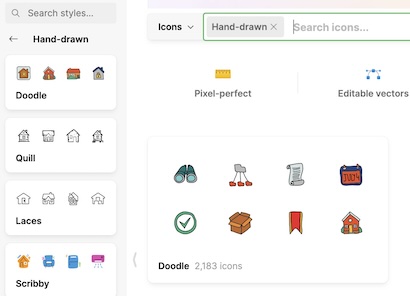 Search styles...
Hand-drawn
Doodle
Quill
Laces
Scribby
Icons
Hand-drawn
Search icons...
Pixel-perfect
Editable vectors
Doodle 2,183 icons